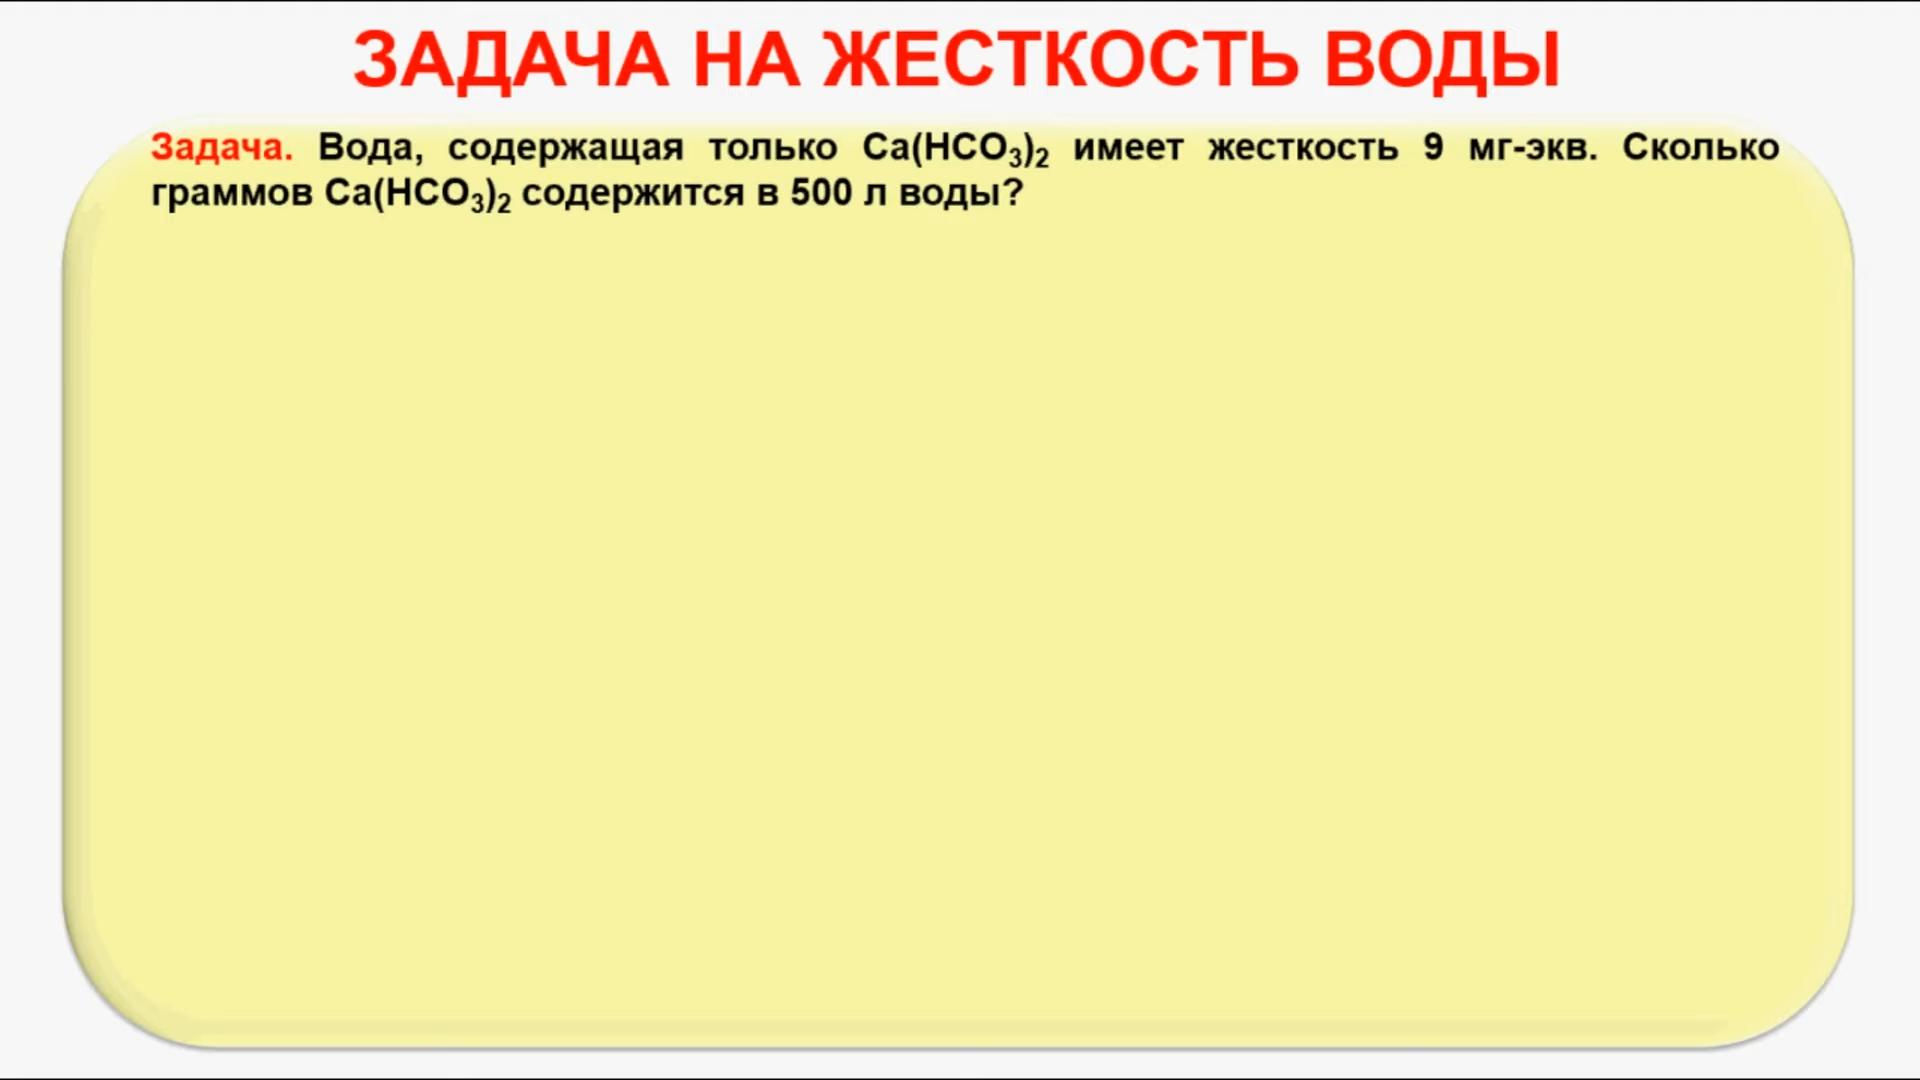 ЗАДАЧА НА ЖЕСТКОСТЬ ВОДЫ
Задача. Вода, содержащая только Ca(HCO₃)₂ имеет жесткость 9 мг-экв. Сколько
граммов Ca(HCO₃)₂ содержится в 500 л воды?